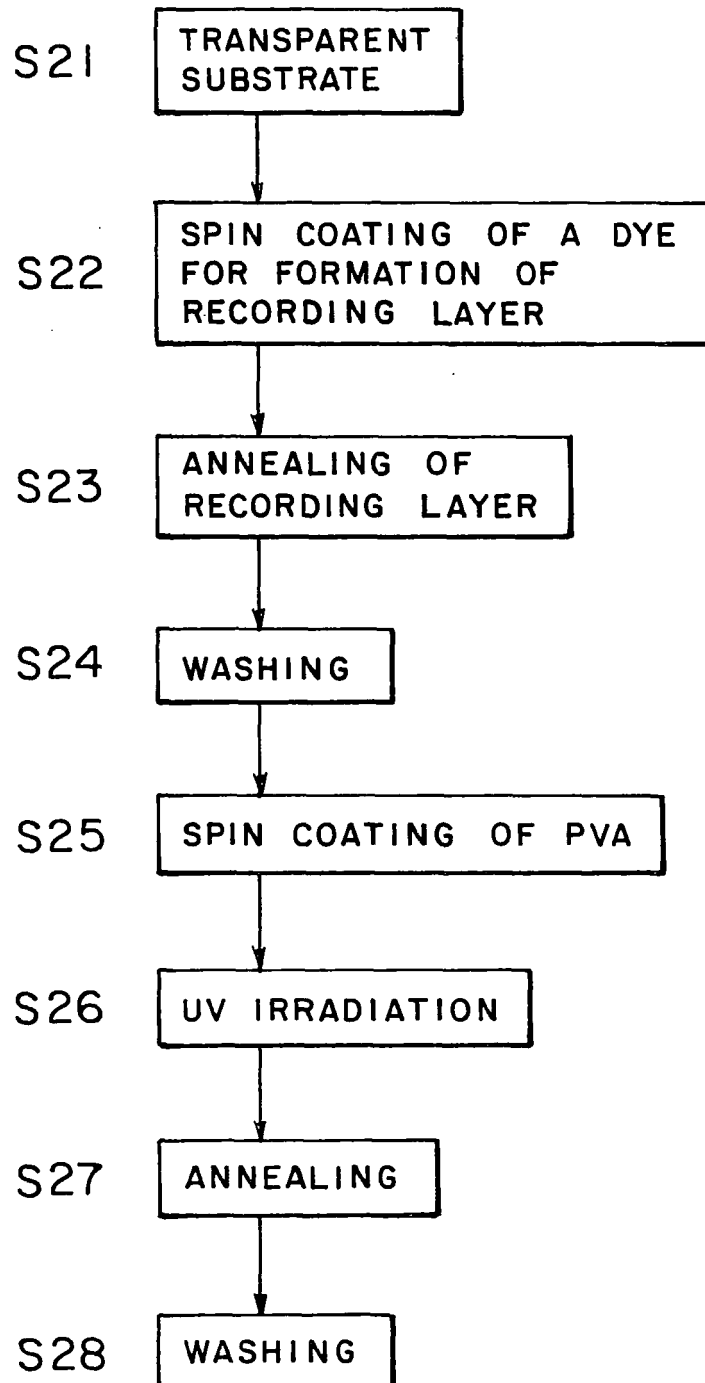 S21
TRANSPARENT
SUBSTRATE
S22
SPIN COATING OF A DYE
FOR FORMATION OF
RECORDING LAYER
S23
ANNEALING OF
RECORDING LAYER
S24
WASHING
S25
SPIN COATING OF PVA
S26
UV IRRADIATION
S27
ANNEALING
S28
WASHING